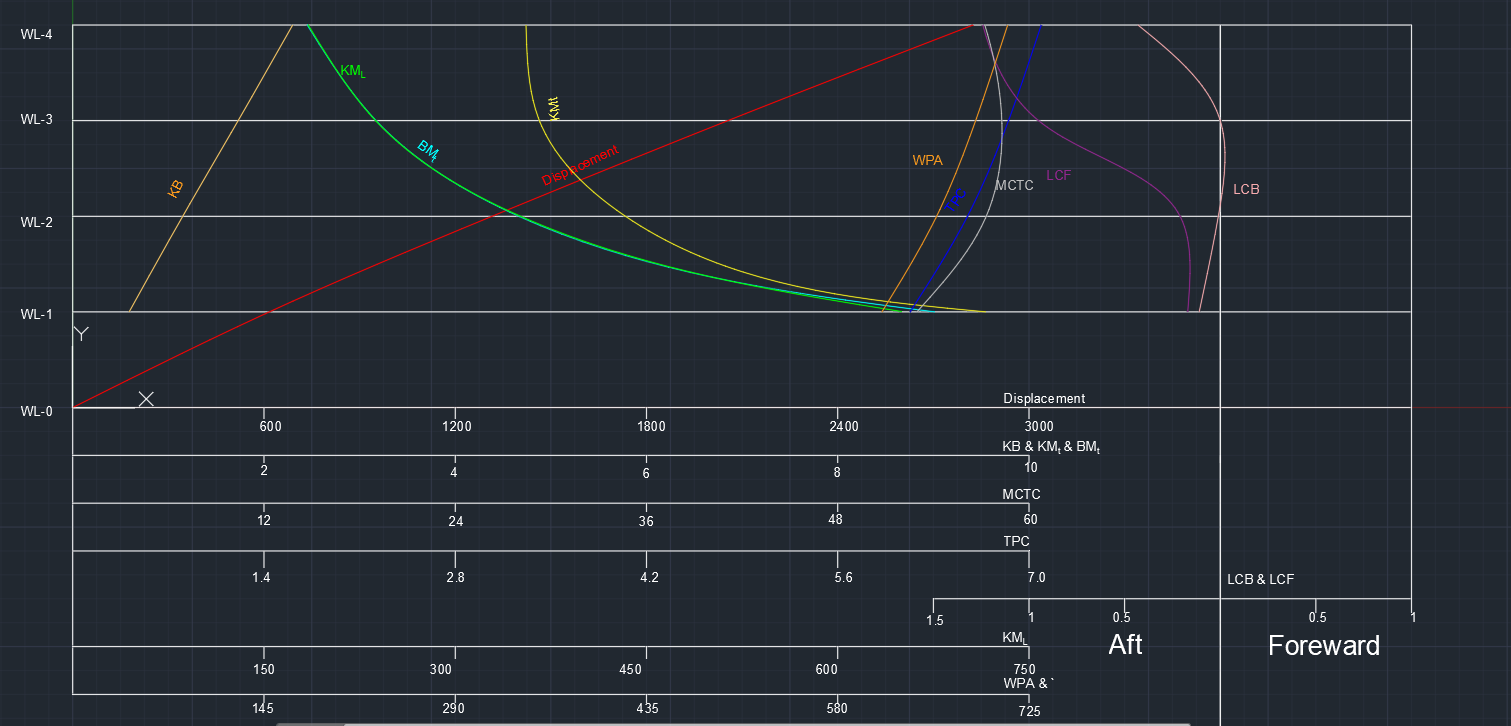 WL-4
KML
KMt
WL-3
BMt
Displacement
WPA
LCF
KB
MCTC
LCB
TPC
WL-2
WL-1
Y
X
WL-0
Displacement
600 1200 1800 2400 3000
KB & KMt & BMt
2 4 6 8 10
MCTC
12 24 36 48 60
TPC
1.4 2.8 4.2 5.6 7.0
LCB & LCF
1.5 1 0.5 0.5 1
Aft Foreward
KML
150 300 450 600 750
WPA & `
145 290 435 580 725